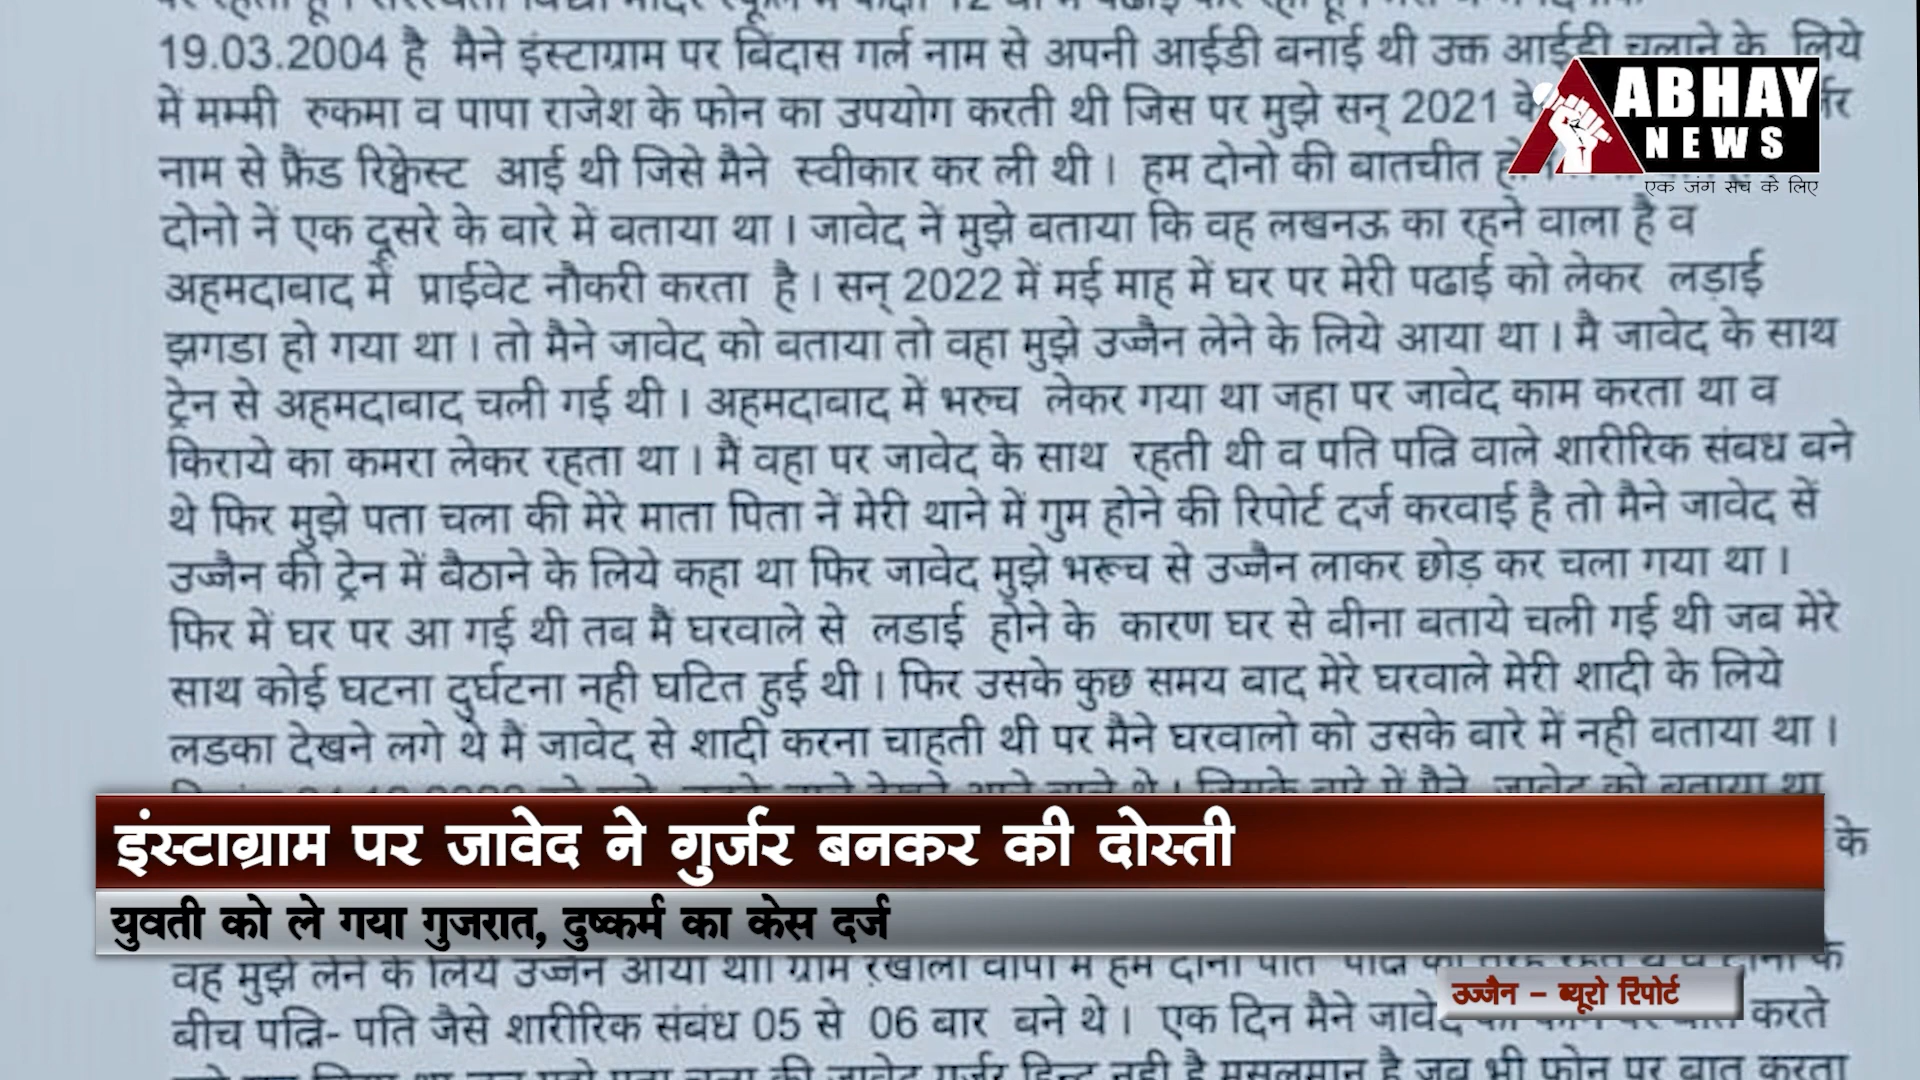 19.03.2004 है मैने इंस्टाग्राम पर बिंदास गर्ल नाम से अपनी आईडी बनाई थी उक्त आईडी चलाने के लिये
में मम्मी रुकमा व पापा राजेश के फोन का उपयोग करती थी जिस पर मुझे सन् 2021
नाम से फ्रैंड रिक्वेस्ट आई थी जिसे मैने स्वीकार कर ली थी । हम दोनो की बातचीत
ABHAY
NEWS
एक जंग सच के लिए
दोनो नें एक दूसरे के बारे में बताया था । जावेद नें मुझे बताया कि वह लखनऊ का रहने वाला है व
अहमदाबाद में प्राईवेट नौकरी करता है । सन् 2022 में मई माह में घर पर मेरी पढाई को लेकर लड़ाई
झगडा हो गया था । तो मैने जावेद को बताया तो वहा मुझे उज्जैन लेने के लिये आया था । मै जावेद के साथ
ट्रेन से अहमदाबाद चली गई थी । अहमदाबाद में भरुच लेकर गया था जहा पर जावेद काम करता था व
किराये का कमरा लेकर रहता था । मै वहा पर जावेद के साथ रहती थी व पति पत्नि वाले शारीरिक संबध बने
थे फिर मुझे पता चला की मेरे माता पिता नें मेरी थाने में गुम होने की रिपोर्ट दर्ज करवाई है तो मैने जावेद सें
उज्जैन की ट्रेन में बैठाने के लिये कहा था फिर जावेद मुझे भरूच से उज्जैन लाकर छोड़ कर चला गया था ।
फिर में घर पर आ गई थी तब मैं घरवाले से लडाई होने के कारण घर से बीना बताये चली गई थी जब मेरे
साथ कोई घटना दुर्घटना नही घटित हुई थी । फिर उसके कुछ समय बाद मेरे घरवाले मेरी शादी के लिये
लडका देखने लगे थे मैं जावेद से शादी करना चाहती थी पर मैने घरवालो को उसके बारे में नही बताया था ।
के
इंस्टाग्राम पर जावेद ने गुर्जर बनकर की दोस्ती
युवती को ले गया गुजरात, दुष्कर्म का केस दर्ज
वह मुझे लेने के लिये उज्जैन आया था। ग्राम
उज्जैन – ब्यूरो रिपोर्ट
बीच पत्नि- पति जैसे शारीरिक संबंध 05 से 06 बार बने थे । एक दिन मैने करते